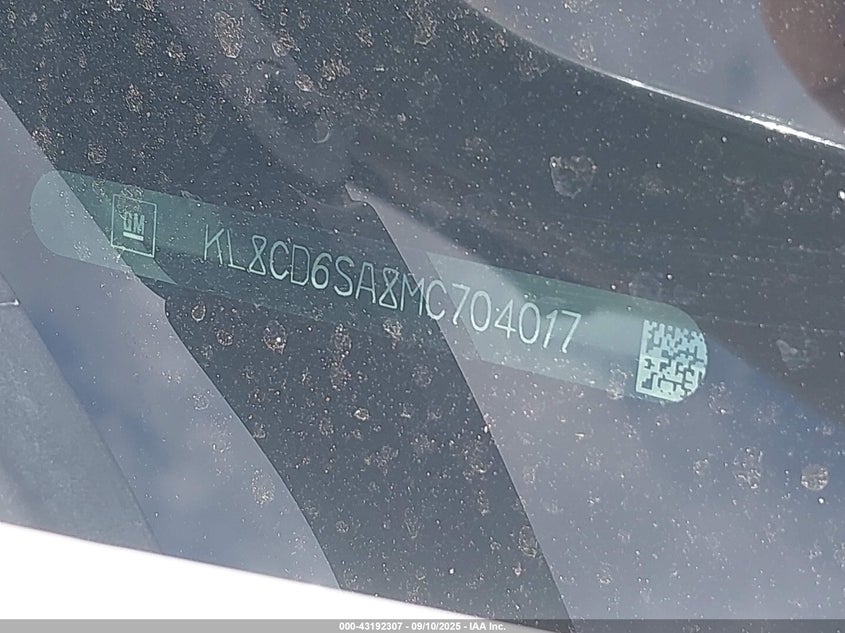 GM
KL8CD6SA8MC704017
000-43192307 - 09/10/2025 - IAA Inc.